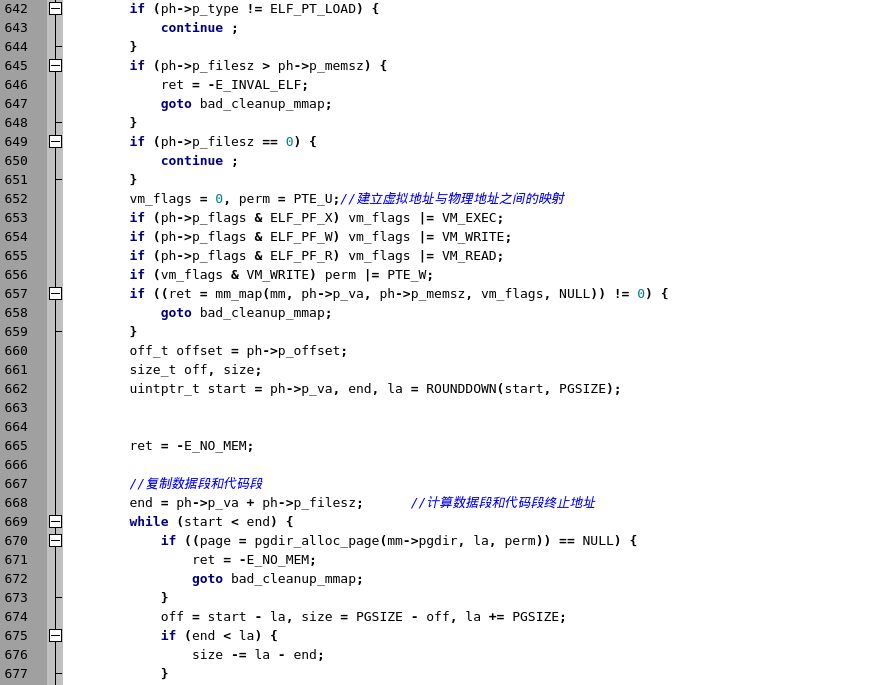 642 if (ph->p_type != ELF_PT_LOAD) {
643 continue ;
644 }
645 if (ph->p_filesz > ph->p_memsz) {
646 ret = -E_INVAL_ELF;
647 goto bad_cleanup_mmap;
648 }
649 if (ph->p_filesz == 0) {
650 continue ;
651 }
652 vm_flags = 0, perm = PTE_U;//建立虚拟地址与物理地址之间的映射
653 if (ph->p_flags & ELF_PF_X) vm_flags |= VM_EXEC;
654 if (ph->p_flags & ELF_PF_W) vm_flags |= VM_WRITE;
655 if (ph->p_flags & ELF_PF_R) vm_flags |= VM_READ;
656 if (vm_flags & VM_WRITE) perm |= PTE_W;
657 if ((ret = mm_map(mm, ph->p_va, ph->p_memsz, vm_flags, NULL)) != 0) {
658 goto bad_cleanup_mmap;
659 }
660 off_t offset = ph->p_offset;
661 size_t off, size;
662 uintptr_t start = ph->p_va, end, la = ROUNDDOWN(start, PGSIZE);
663
664
665 ret = -E_NO_MEM;
666
667 //复制数据段和代码段
668 end = ph->p_va + ph->p_filesz; //计算数据段和代码段终止地址
669 while (start < end) {
670 if ((page = pgdir_alloc_page(mm->pgdir, la, perm)) == NULL) {
671 ret = -E_NO_MEM;
672 goto bad_cleanup_mmap;
673 }
674 off = start - la, size = PGSIZE - off, la += PGSIZE;
675 if (end < la) {
676 size -= la - end;
677 }